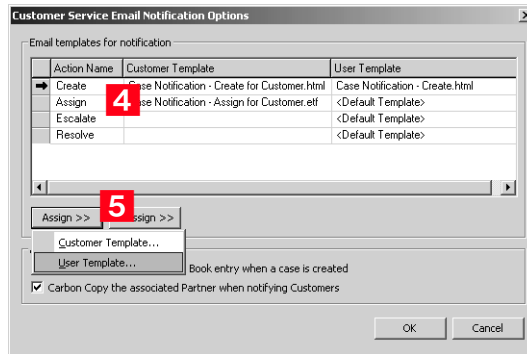 Customer Service Email Notification Options
Email templates for notification
Action Name Customer Template User Template
Create Case Notification - Create for Customer.html Case Notification - Create.html
Assign Case Notification - Assign for Customer.etf <Default Template>
4
Escalate <Default Template>
Resolve <Default Template>
5
Assign >> Assign >>
Customer Template...
User Template...
Book entry when a case is created
Carbon Copy the associated Partner when notifying Customers
OK Cancel